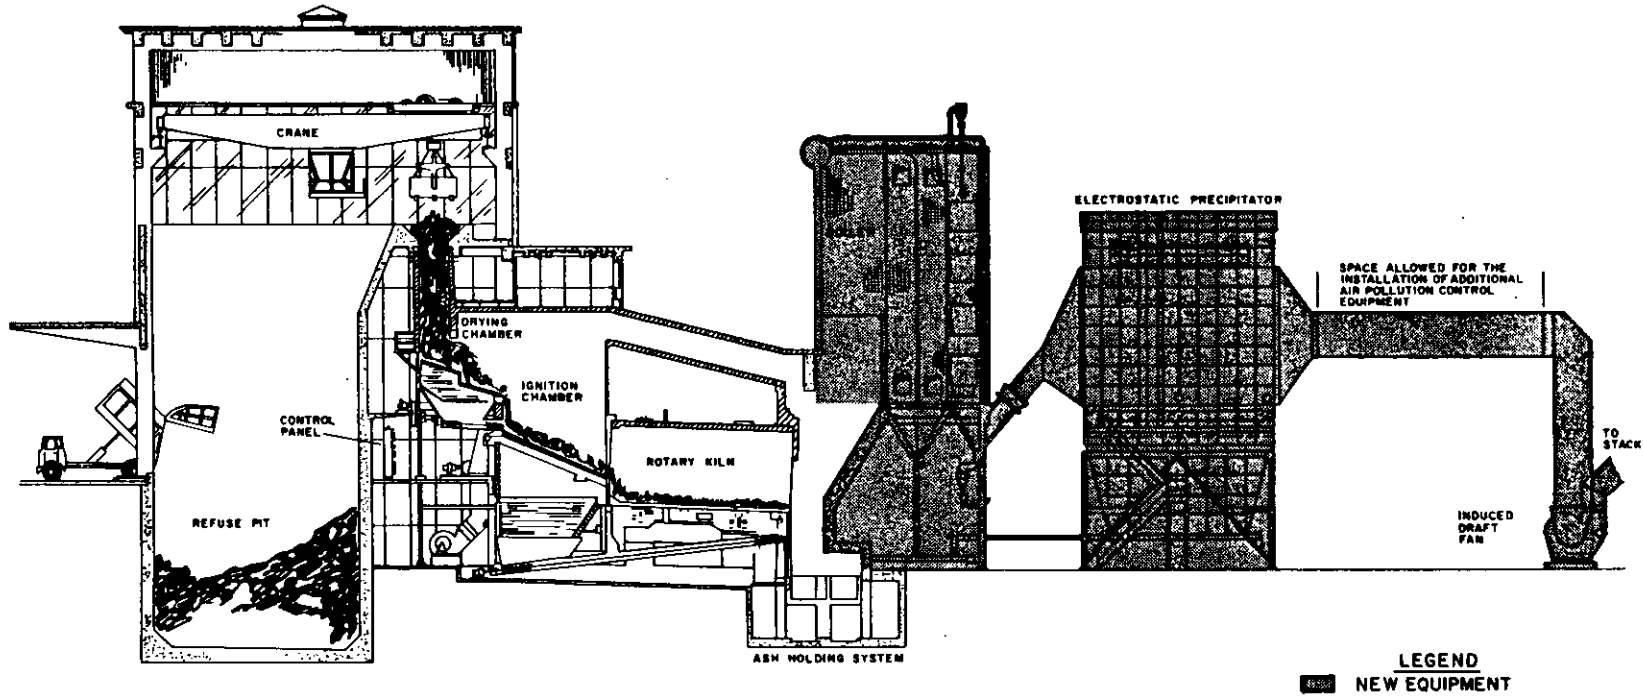 CRANE
ELECTROSTATIC PRECIPITATOR
SPACE ALLOWED FOR THE
INSTALLATION OF ADDITIONAL
AIR POLLUTION CONTROL
EQUIPMENT
DRYING
CHAMBER
IGNITION
CHAMBER
CONTROL
PANEL
ROTARY KILN
TO
STACK
REFUSE PIT
INDUCED
DRAFT
FAN
ASH HOLDING SYSTEM
LEGEND
NEW EQUIPMENT